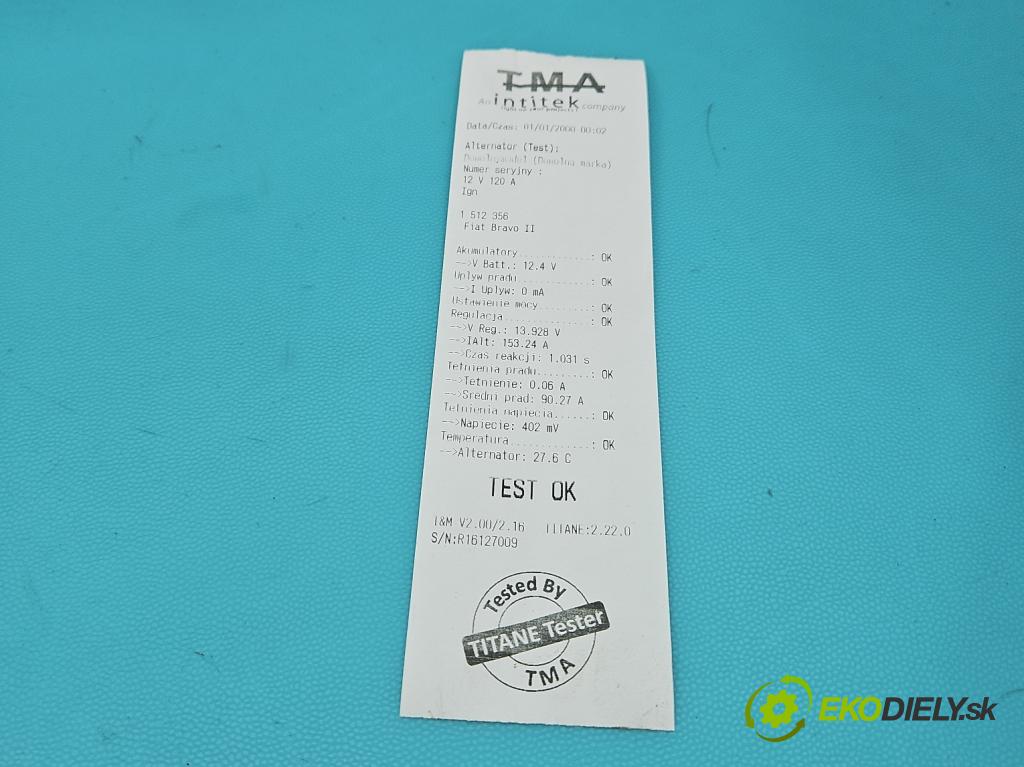 TMA
An intitek company
Data/Czas: 01/01/2000 00:02
Alternator (Test):
(Dowolna marka)
Numer seryjny :
12 V 120 A
Ign
1 512 356
Fiat Bravo II
Akumulatory..............: OK
-->V Batt.: 12.4 V
Uplyw pradu..............: OK
-->I Uplyw: 0 mA
Ustawienie mocy..........: OK
Regulacja................: OK
-->V Reg.: 13.928 V
-->IAlt: 153.24 A
-->Czas reakcji: 1.031 s
Tetnienia pradu..........: OK
-->Tetnienie: 0.06 A
-->Sredni prad: 90.27 A
Tetnienia napiecia.......: OK
-->Napiecie: 402 mV
Temperatura..............: OK
-->Alternator: 27.6 C
TEST OK
I&M V2.00/2.16 TITANE:2.22.0
S/N:R16127009
Tested By
TITANE Tester
TMA
EKODIELY.sk